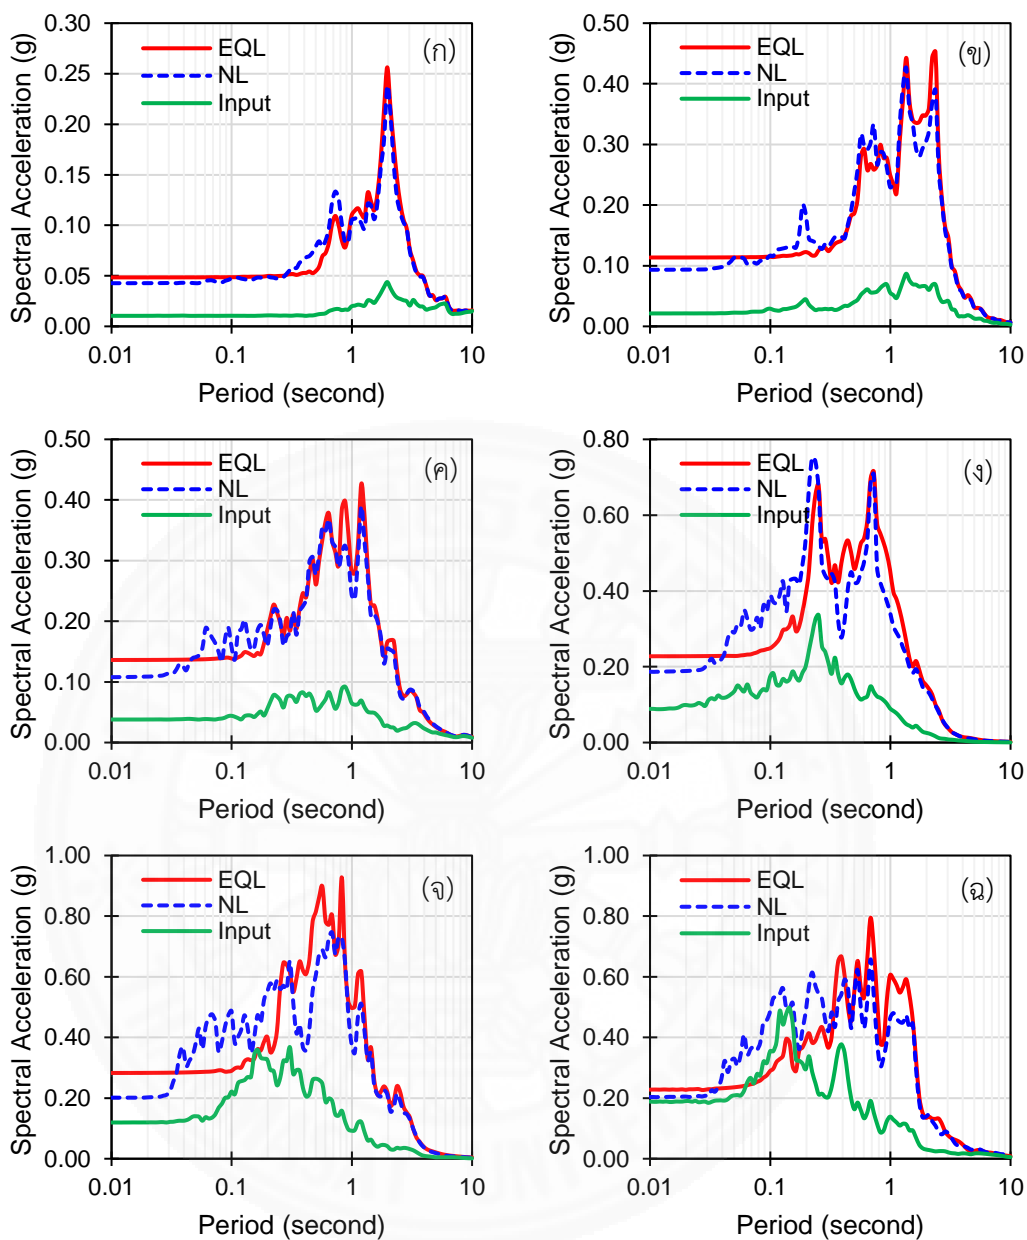 Spectral Acceleration (g)
0.30
0.25
0.20
0.15
0.10
0.05
0.00
EQL
NL
Input
(ก)
0.01
0.1
1
10
Period (second)
Spectral Acceleration (g)
0.50
0.40
0.30
0.20
0.10
0.00
EQL
NL
Input
(ข)
0.01
0.1
1
10
Period (second)
Spectral Acceleration (g)
0.50
0.40
0.30
0.20
0.10
0.00
EQL
NL
Input
(ค)
0.01
0.1
1
10
Period (second)
Spectral Acceleration (g)
0.80
0.60
0.40
0.20
0.00
EQL
NL
Input
(ง)
0.01
0.1
1
10
Period (second)
Spectral Acceleration (g)
1.00
0.80
0.60
0.40
0.20
0.00
EQL
NL
Input
(จ)
0.01
0.1
1
10
Period (second)
Spectral Acceleration (g)
1.00
0.80
0.60
0.40
0.20
0.00
EQL
NL
Input
(ฉ)
0.01
0.1
1
10
Period (second)